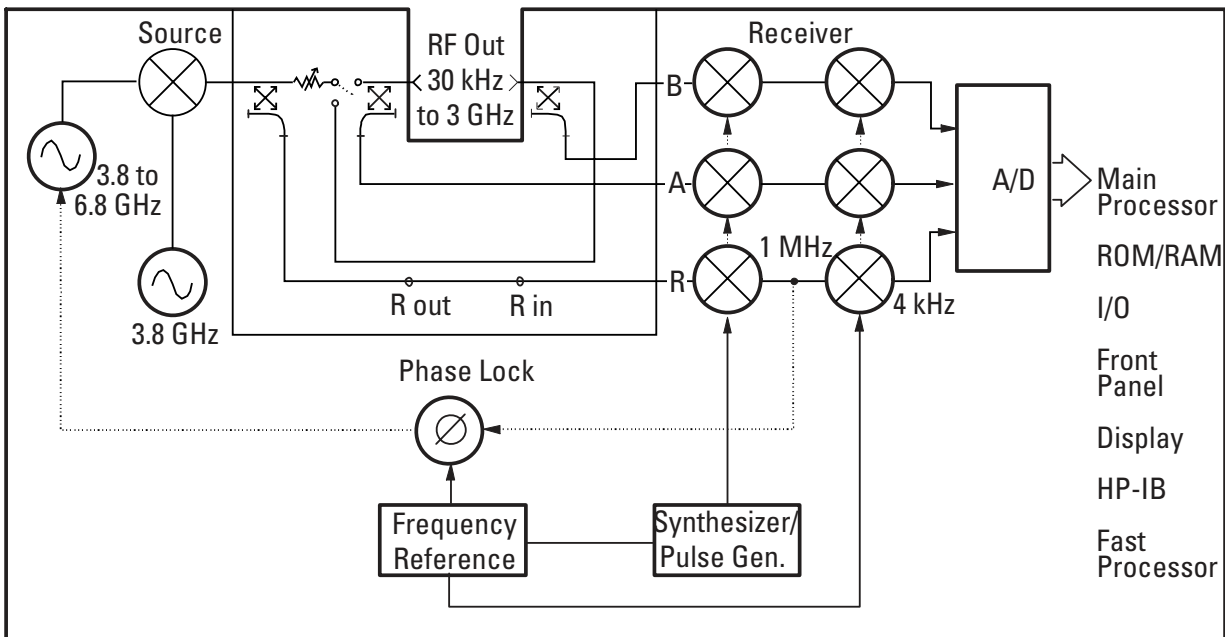 Source
RF Out
30 kHz
to 3 GHz
Receiver
B
3.8 to
6.8 GHz
A
A/D
Main
Processor
1 MHz
ROM/RAM
R
R out
R in
4 kHz
3.8 GHz
I/O
Phase Lock
Front
Panel
Display
HP-IB
Frequency
Reference
Synthesizer/
Pulse Gen.
Fast
Processor